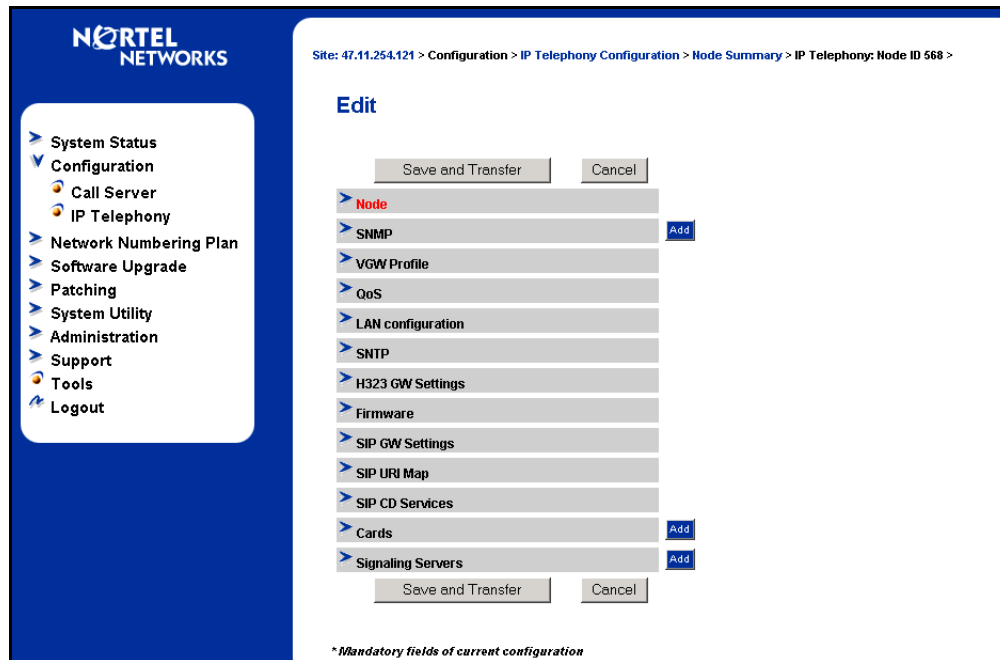 NORTEL
NETWORKS
Site: 47.11.254.121 > Configuration > IP Telephony Configuration > Node Summary > IP Telephony: Node ID 568 >
System Status
Configuration
Call Server
IP Telephony
Network Numbering Plan
Software Upgrade
Patching
System Utility
Administration
Support
Tools
Logout
Edit
Save and Transfer Cancel
Node
SNMP Add
VGW Profile
QoS
LAN configuration
SNTP
H323 GW Settings
Firmware
SIP GW Settings
SIP URI Map
SIP CD Services
Cards Add
Signaling Servers Add
Save and Transfer Cancel
* Mandatory fields of current configuration